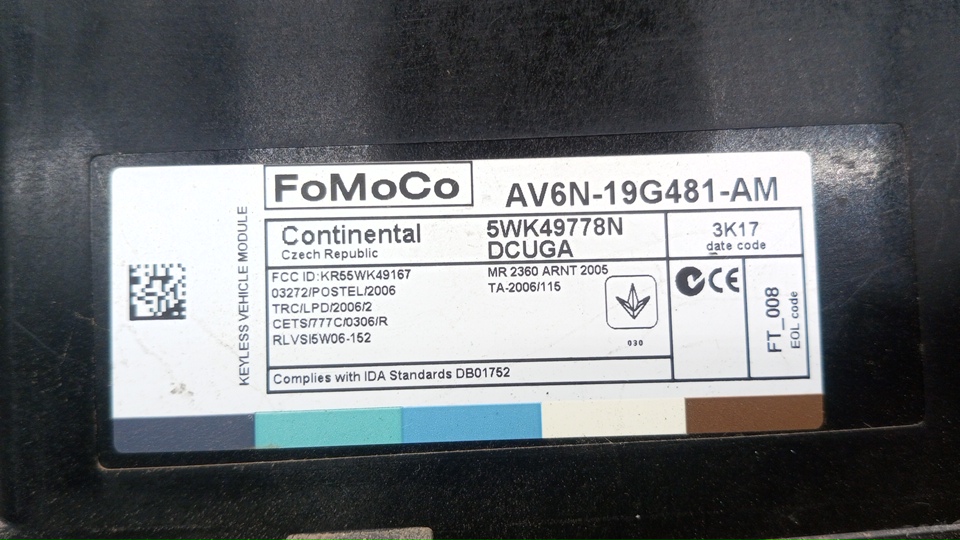 FoMoCo
AV6N-19G481-AM
KEYLESS VEHICLE MODULE
Continental
Czech Republic
5WK49778N
DCUGA
3K17
date code
FCC ID:KR55WK49167
03272/POSTEL/2006
TRC/LPD/2006/2
CETS/777C/0306/R
RLVSI5W06-152
MR 2360 ARNT 2005
TA-2006/115
030
CE
FT_008
EOL code
Complies with IDA Standards DB01752